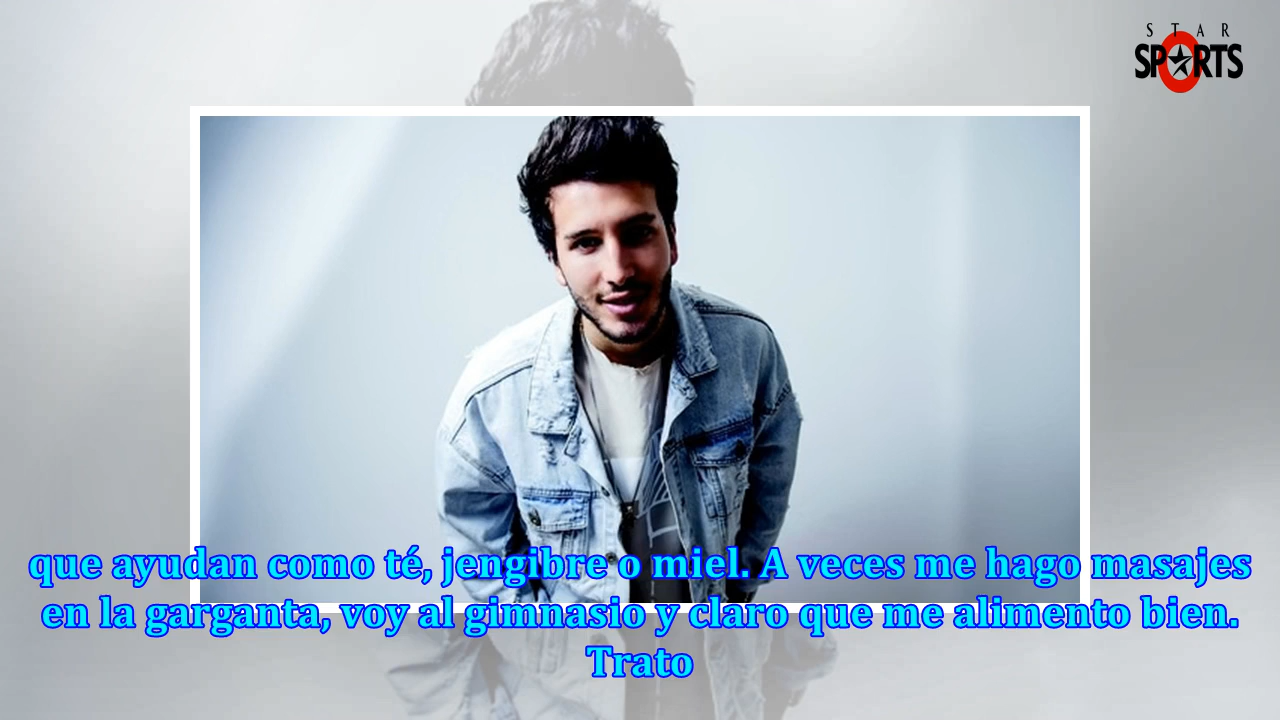 STAR
SPORTS
que ayudan como té, jengibre o miel. A veces me hago masajes
en la garganta, voy al gimnasio y claro que me alimento bien.
Trato